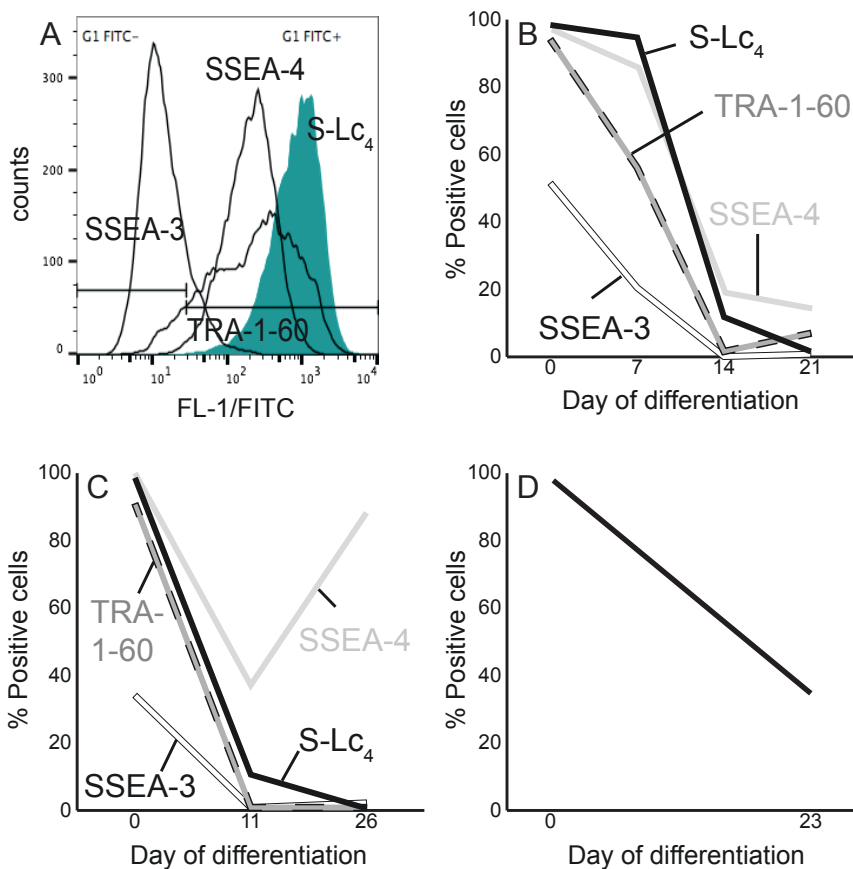 A
G1 FITC-
G1 FITC+
SSEA-4
S-Lc4
SSEA-3
TRA-1-60
counts
300
200
100
0
10^0
10^1
10^2
10^3
10^4
FL-1/FITC
B
S-Lc4
TRA-1-60
SSEA-4
SSEA-3
% Positive cells
100
80
60
40
20
0
0
7
14
21
Day of differentiation
C
TRA-
1-60
SSEA-4
S-Lc4
SSEA-3
% Positive cells
100
80
60
40
20
0
0
11
26
Day of differentiation
D
% Positive cells
100
80
60
40
20
0
0
23
Day of differentiation